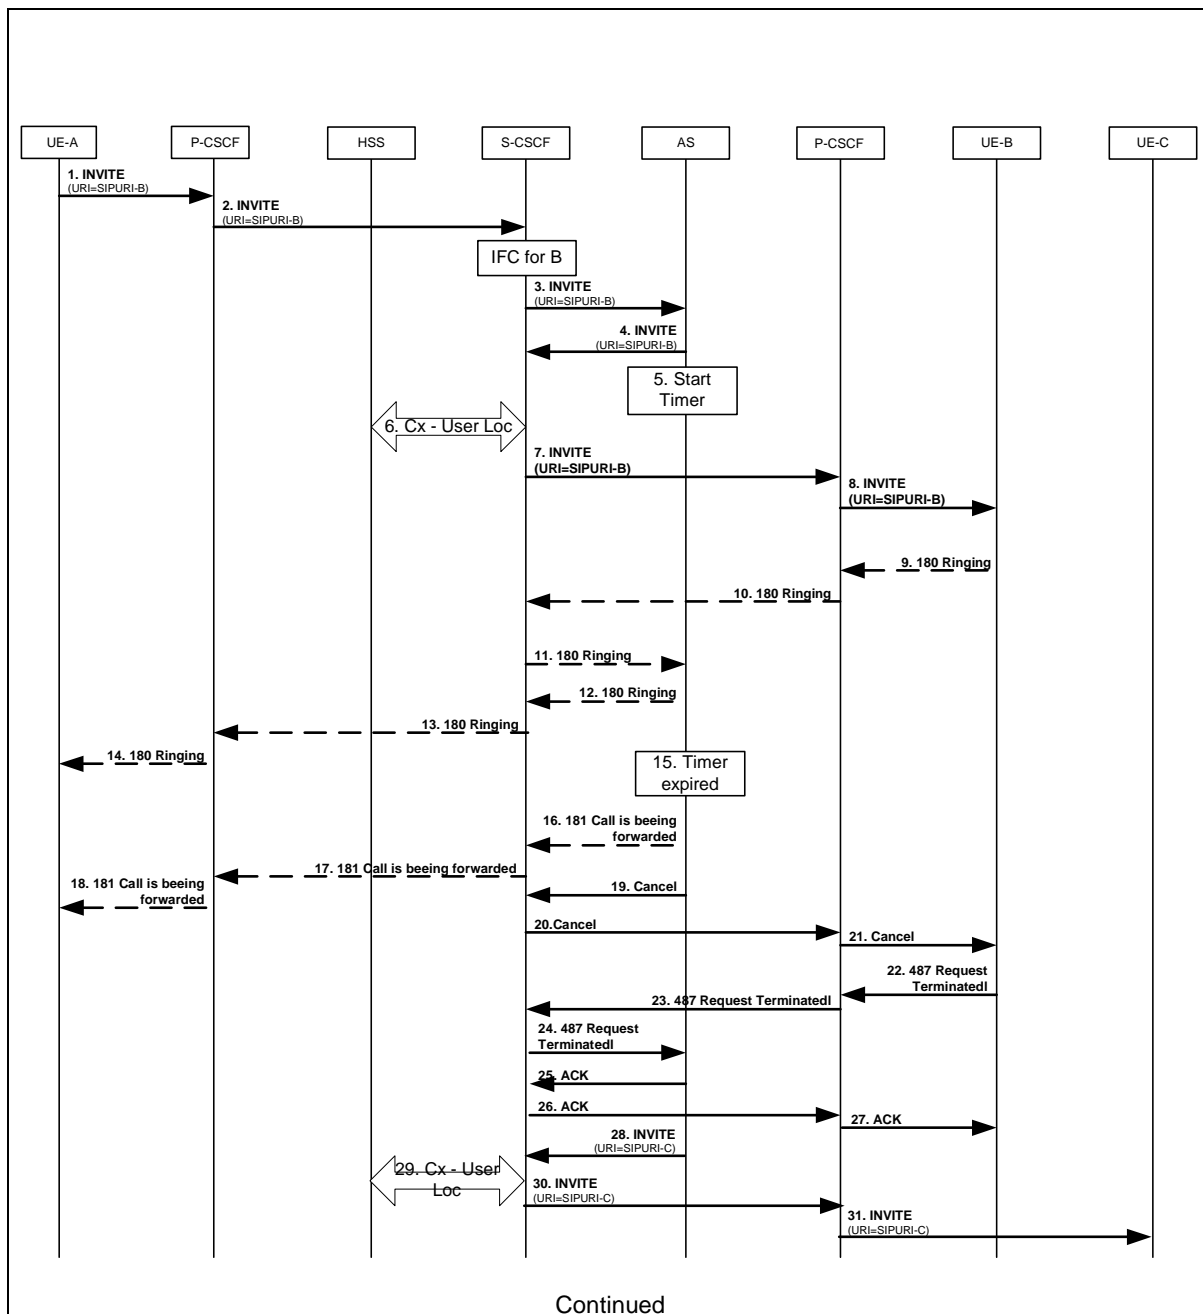 UE-A
P-CSCF
HSS
S-CSCF
AS
P-CSCF
UE-B
UE-C
1. INVITE
(URI=SIPURI-B)
2. INVITE
(URI=SIPURI-B)
IFC for B
3. INVITE
(URI=SIPURI-B)
4. INVITE
(URI=SIPURI-B)
5. Start
Timer
6. Cx - User Loc
7. INVITE
(URI=SIPURI-B)
8. INVITE
(URI=SIPURI-B)
9. 180 Ringing
10. 180 Ringing
11. 180 Ringing
12. 180 Ringing
13. 180 Ringing
14. 180 Ringing
15. Timer
expired
16. 181 Call is beeing
forwarded
17. 181 Call is beeing forwarded
18. 181 Call is beeing
forwarded
19. Cancel
20.Cancel
21. Cancel
22. 487 Request
Terminatedl
23. 487 Request Terminatedl
24. 487 Request
Terminatedl
25. ACK
26. ACK
27. ACK
28. INVITE
(URI=SIPURI-C)
29. Cx - User
Loc
30. INVITE
(URI=SIPURI-C)
31. INVITE
(URI=SIPURI-C)
Continued